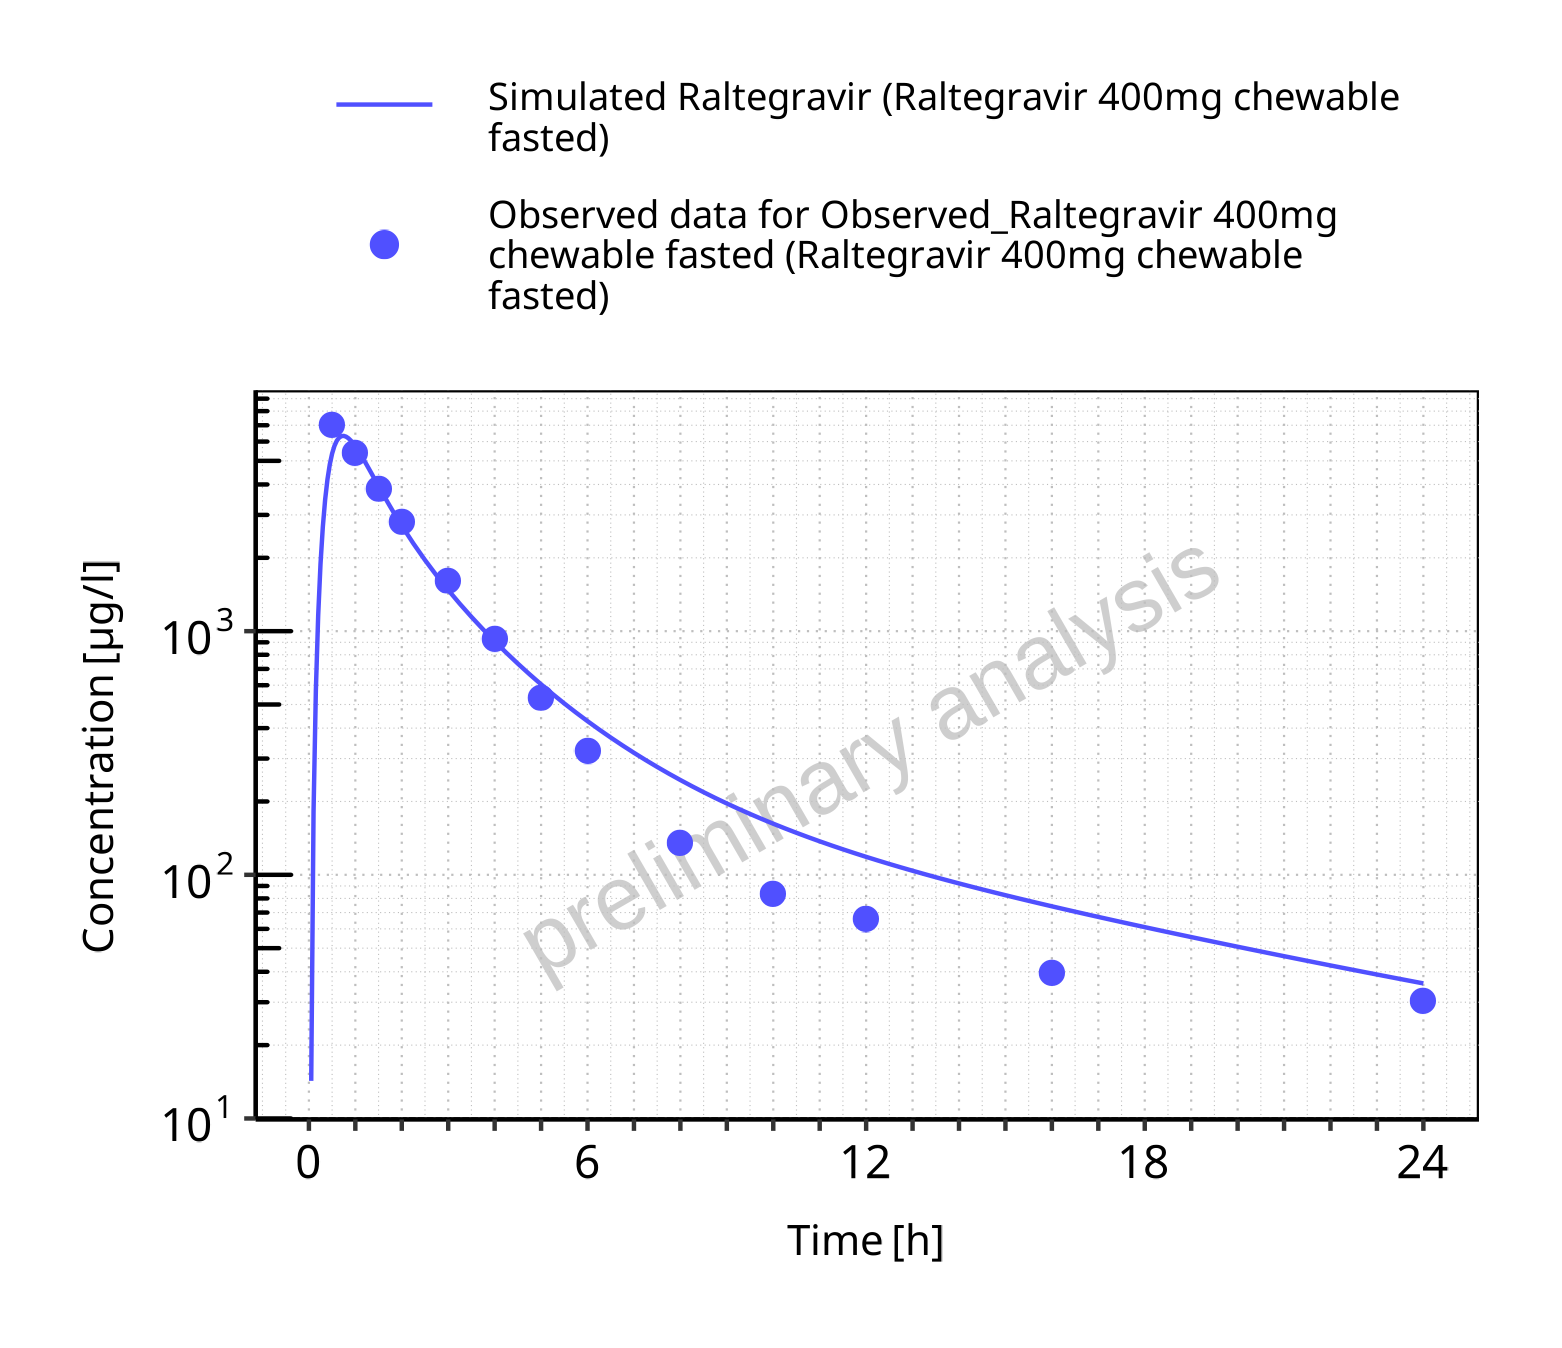 Simulated Raltegravir (Raltegravir 400mg chewable
fasted)
Observed data for Observed_Raltegravir 400mg
chewable fasted (Raltegravir 400mg chewable
fasted)
Concentration [µg/l]
10³
10²
10¹
preliminary analysis
0 6 12 18 24
Time [h]